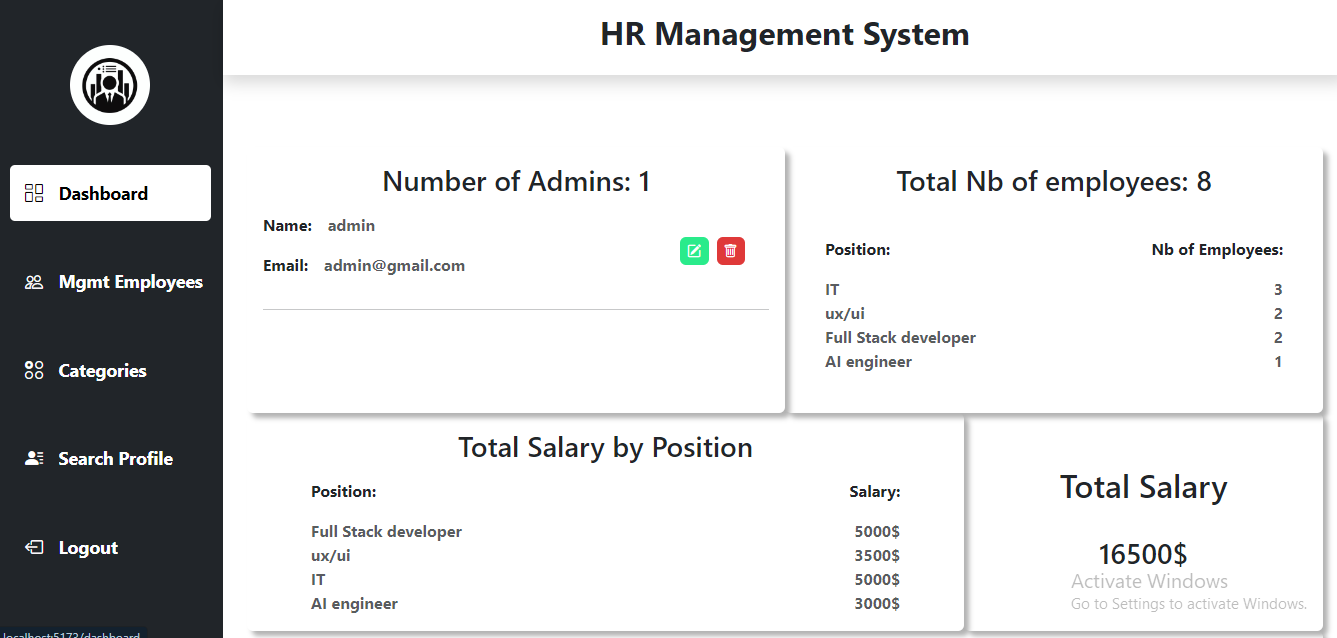 HR Management System
Dashboard
Mgmt Employees
Categories
Search Profile
Logout
Number of Admins: 1
Name: admin
Email: admin@gmail.com
Total Nb of employees: 8
Position: Nb of Employees:
IT 3
ux/ui 2
Full Stack developer 2
AI engineer 1
Total Salary by Position
Position: Salary:
Full Stack developer 5000$
ux/ui 3500$
IT 5000$
AI engineer 3000$
Total Salary
16500$
Activate Windows
Go to Settings to activate Windows.
localhost:5173/dashboard